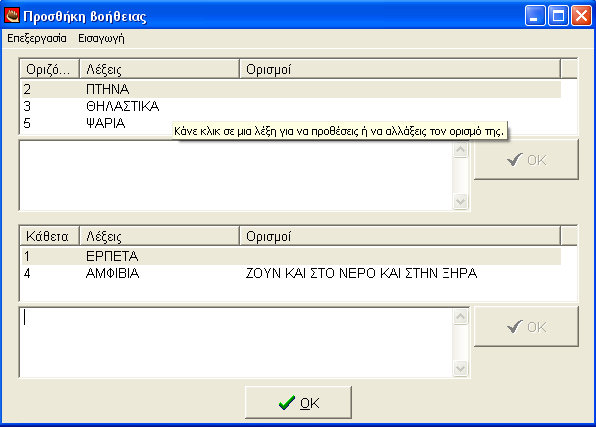 Προσθήκη βοήθειας
Επεξεργασία Εισαγωγή
Οριζό... Λέξεις Ορισμοί
2 ΠΤΗΝΑ
3 ΘΗΛΑΣΤΙΚΑ
5 ΨΑΡΙΑ
Κάνε κλικ σε μια λέξη για να προθέσεις ή να αλλάξεις τον ορισμό της.
OK
Κάθετα Λέξεις Ορισμοί
1 ΕΡΠΕΤΑ
4 ΑΜΦΙΒΙΑ ΖΟΥΝ ΚΑΙ ΣΤΟ ΝΕΡΟ ΚΑΙ ΣΤΗΝ ΞΗΡΑ
OK
OK